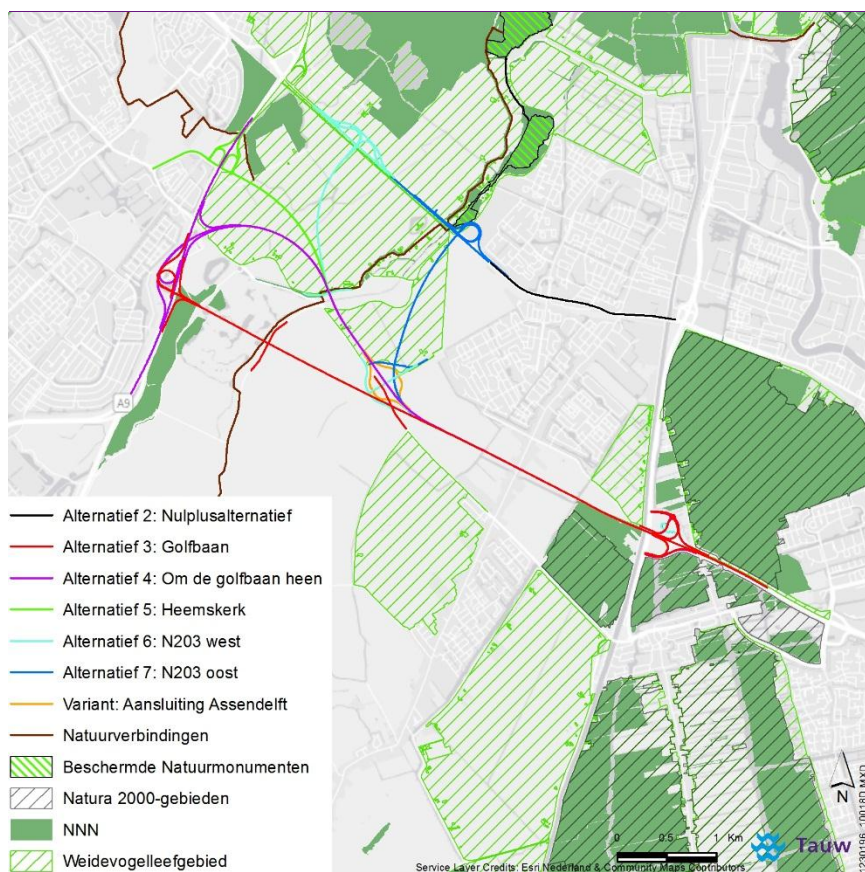 A9
Alternatief 2: Nulplusalternatief
Alternatief 3: Golfbaan
Alternatief 4: Om de golfbaan heen
Alternatief 5: Heemskerk
Alternatief 6: N203 west
Alternatief 7: N203 oost
Variant: Aansluiting Assendelft
Natuurverbindingen
Beschermde Natuurmonumenten
Natura 2000-gebieden
NNN
Weidevogelleefgebied
N
0 0.5 1 Km
Tauw
Service Layer Credits: Esri Nederland & Community Maps Contributors